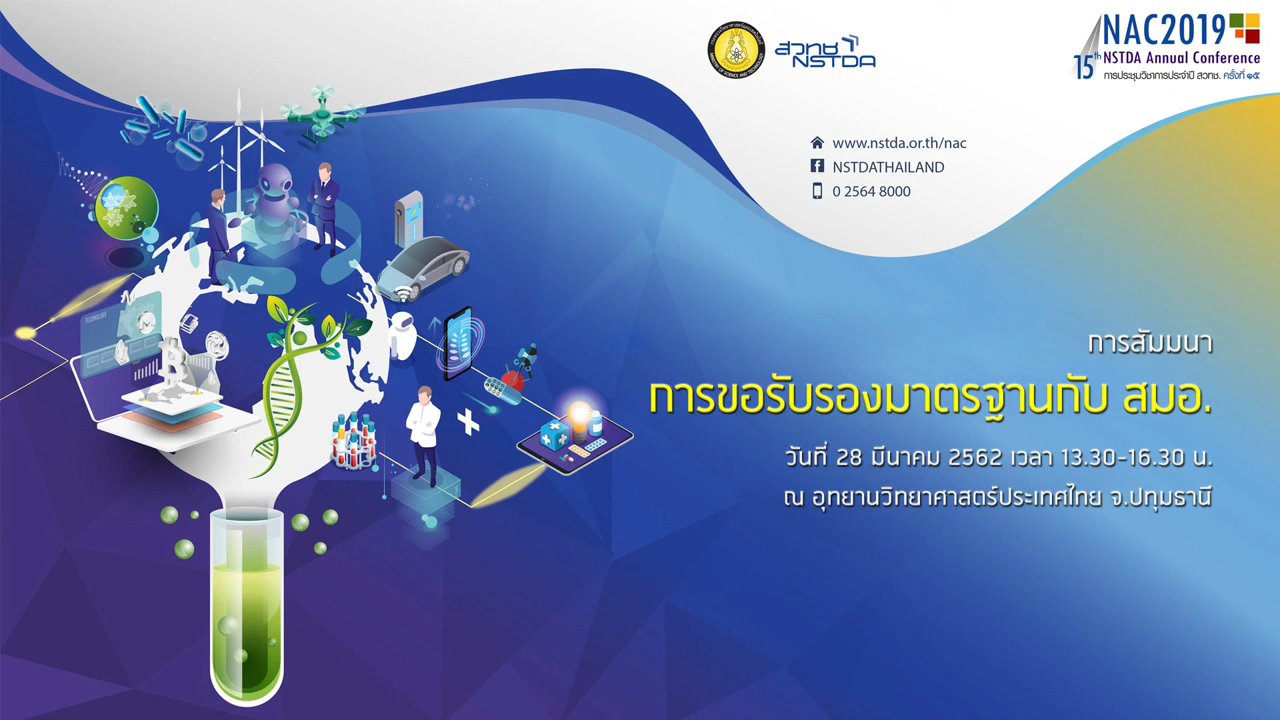 สวทช
NSTDA
NAC2019
15th NSTDA Annual Conference
การประชุมวิชาการประจำปี สวทช. ครั้งที่ ๑๕
www.nstda.or.th/nac
NSTDATHAILAND
0 2564 8000
การสัมมนา
การขอรับรองมาตรฐานกับ สมอ.
วันที่ 28 มีนาคม 2562 เวลา 13.30-16.30 น.
ณ อุทยานวิทยาศาสตร์ประเทศไทย จ.ปทุมธานี
TECHNOLOGY